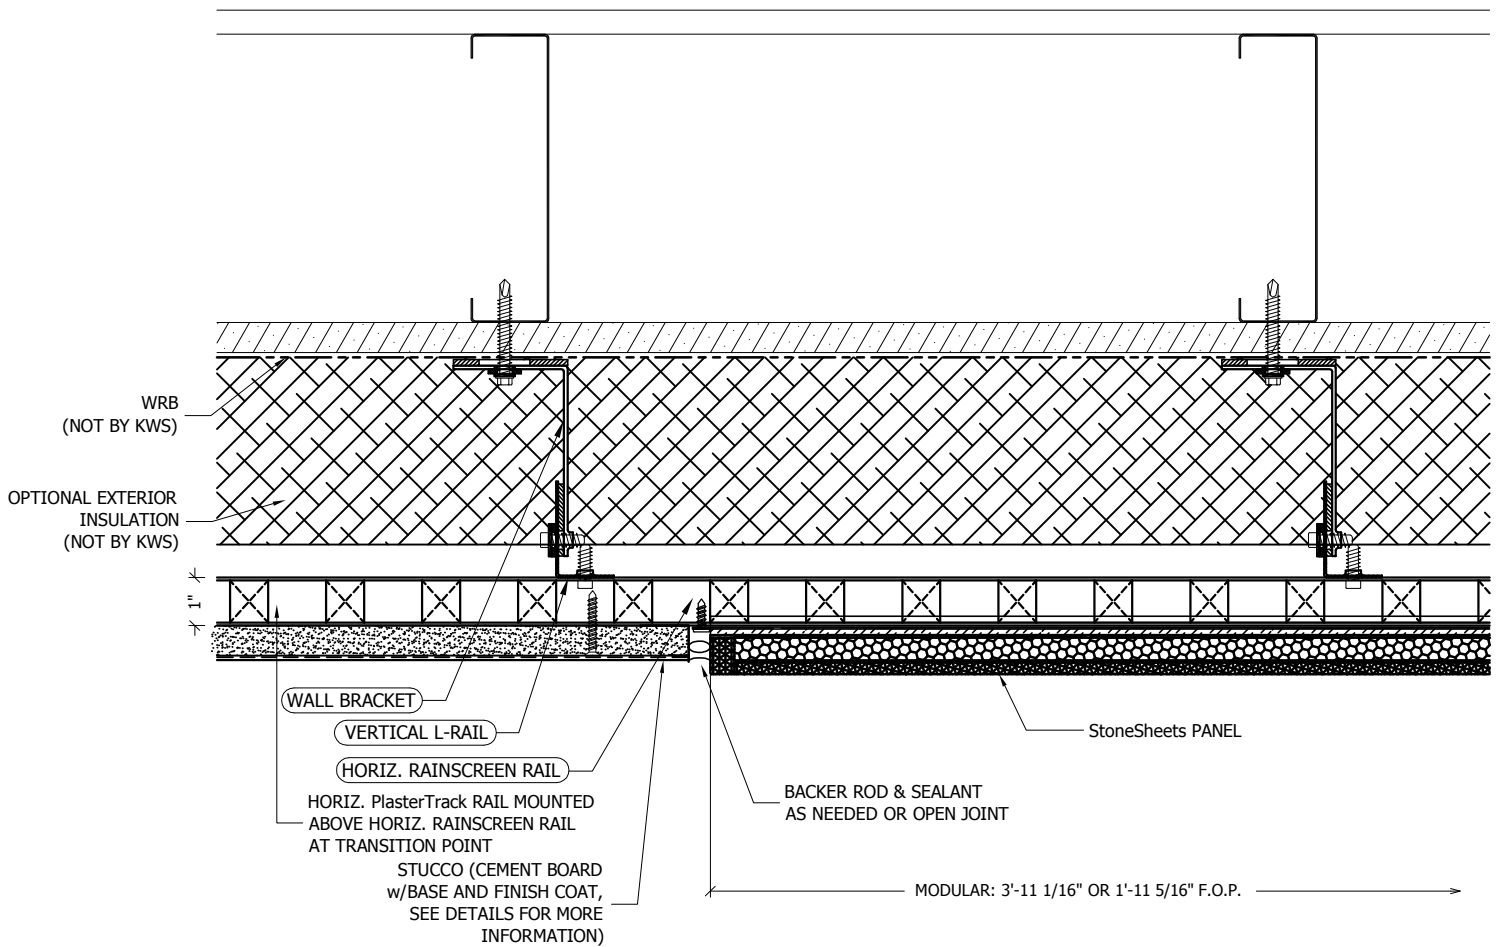 WRB
(NOT BY KWS)
OPTIONAL EXTERIOR
INSULATION
(NOT BY KWS)
1"
WALL BRACKET
VERTICAL L-RAIL
HORIZ. RAINSCREEN RAIL
HORIZ. PlasterTrack RAIL MOUNTED
ABOVE HORIZ. RAINSCREEN RAIL
AT TRANSITION POINT
STUCCO (CEMENT BOARD
w/BASE AND FINISH COAT,
SEE DETAILS FOR MORE
INFORMATION)
StoneSheets PANEL
BACKER ROD & SEALANT
AS NEEDED OR OPEN JOINT
MODULAR: 3'-11 1/16" OR 1'-11 5/16" F.O.P.